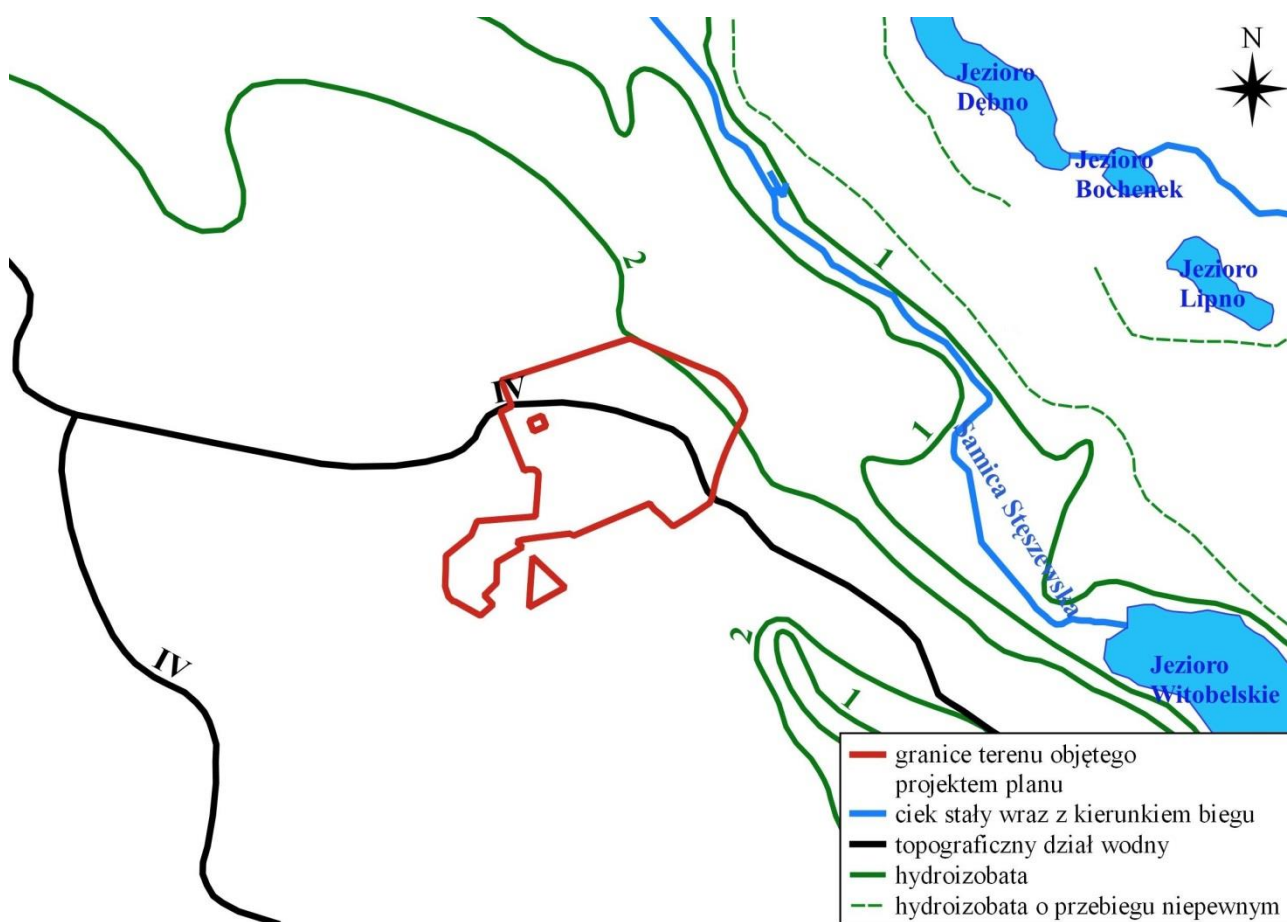 N
Jezioro
Dębno
Jezioro
Bochenek
Jezioro
Lipno
2
1
IV
1
Samica Stęszewska
2
IV
1
Jezioro
Witobelskie
granice terenu objętego
projektem planu
ciek stały wraz z kierunkiem biegu
topograficzny dział wodny
hydroizobata
hydroizobata o przebiegu niepewnym